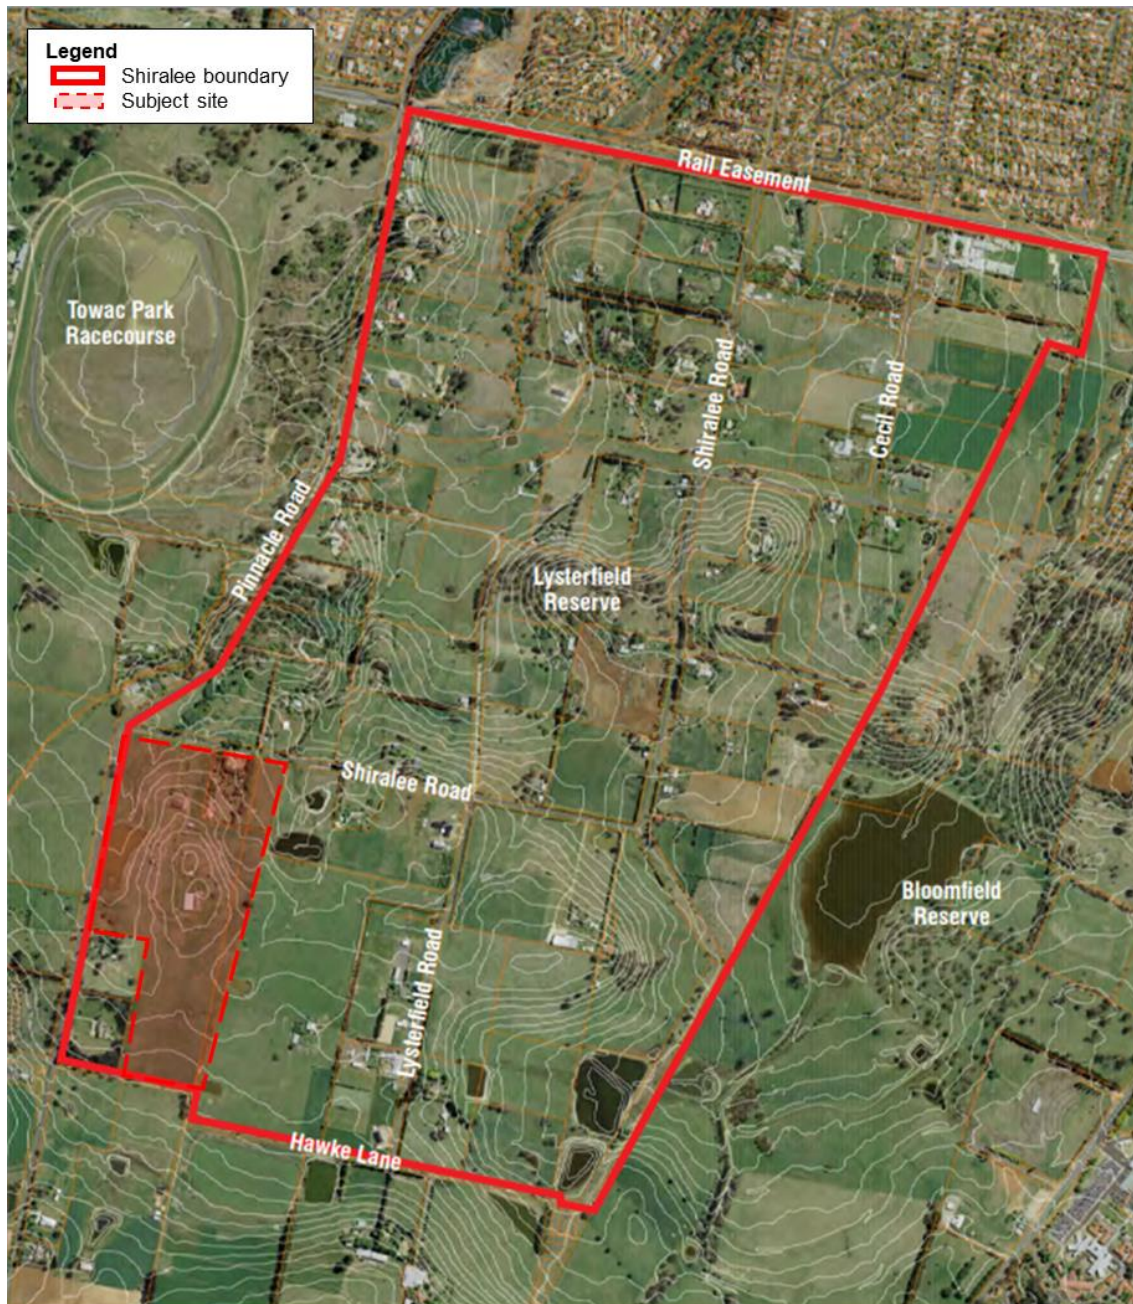 Legend
Shiralee boundary
Subject site
Rail Easement
Towac Park
Racecourse
Shiralee Road
Cecil Road
Pinnacle Road
Lysterfield
Reserve
Shiralee Road
Bloomfield
Reserve
Lysterfield Road
Hawke Lane